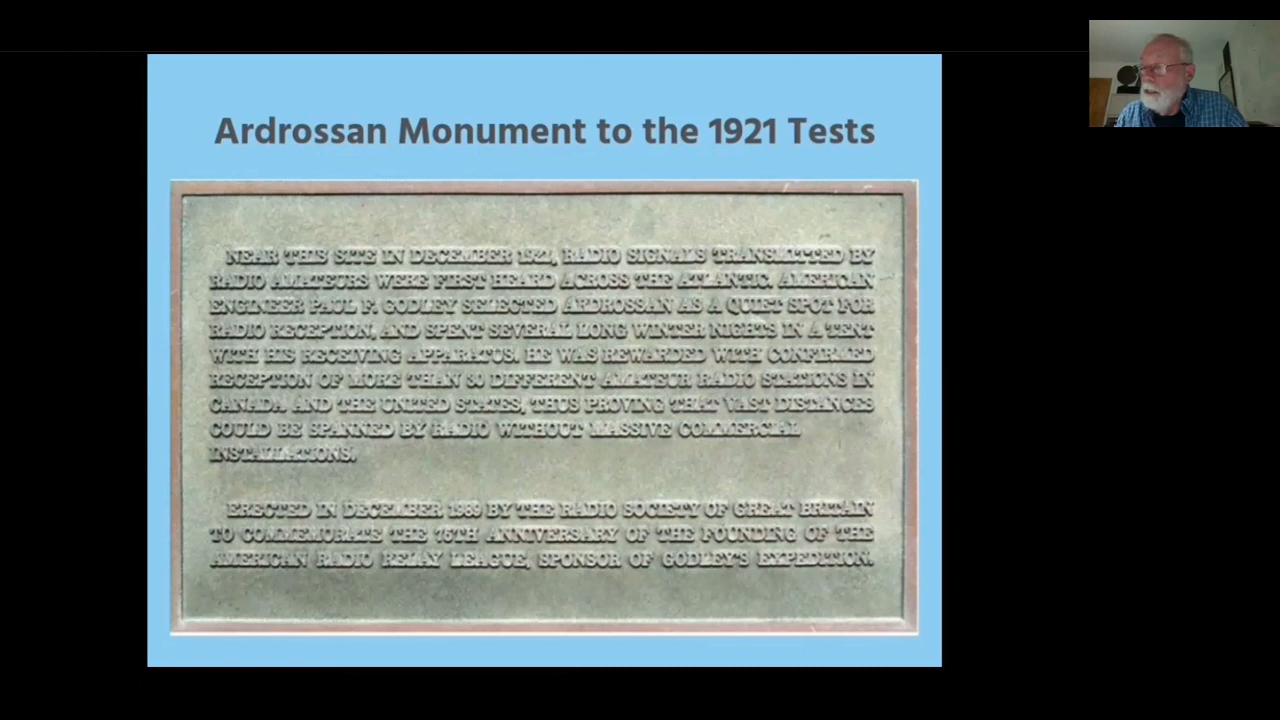 Ardrossan Monument to the 1921 Tests
NEAR THIS SITE IN DECEMBER 1921, RADIO SIGNALS TRANSMITTED BY
RADIO AMATEURS WERE FIRST HEARD ACROSS THE ATLANTIC. AMERICAN
ENGINEER PAUL F. GODLEY SELECTED ARDROSSAN AS A QUIET SPOT FOR
RADIO RECEPTION, AND SPENT SEVERAL LONG WINTER NIGHTS IN A TENT
WITH HIS RECEIVING APPARATUS. HE WAS REWARDED WITH CONFIRMED
RECEPTION OF MORE THAN 30 DIFFERENT AMATEUR RADIO STATIONS IN
CANADA AND THE UNITED STATES, THUS PROVING THAT VAST DISTANCES
COULD BE SPANNED BY RADIO WITHOUT MASSIVE COMMERCIAL
INSTALLATIONS.
ERECTED IN DECEMBER 1989 BY THE RADIO SOCIETY OF GREAT BRITAIN
TO COMMEMORATE THE 75TH ANNIVERSARY OF THE FOUNDING OF THE
AMERICAN RADIO RELAY LEAGUE, SPONSOR OF GODLEY'S EXPEDITION.